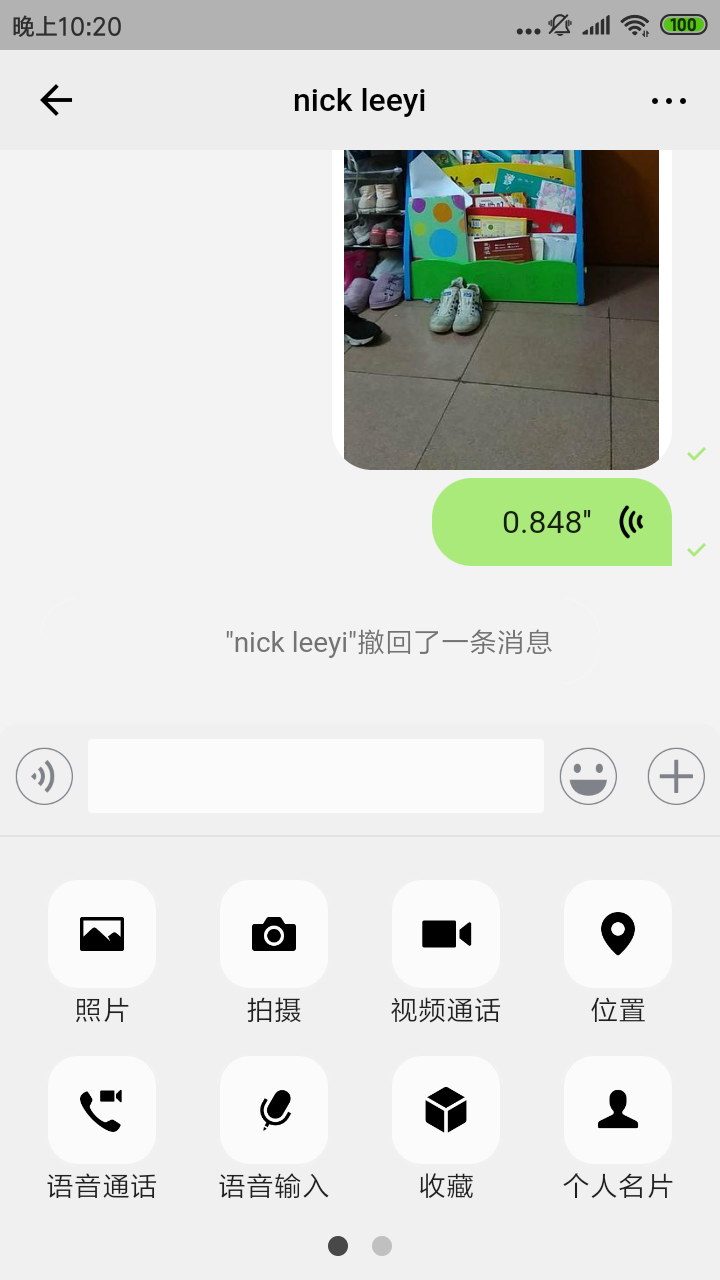 晚上10:20
100
nick leeyi
0.848"
"nick leeyi"撤回了一条消息
照片
拍摄
视频通话
位置
语音通话
语音输入
收藏
个人名片